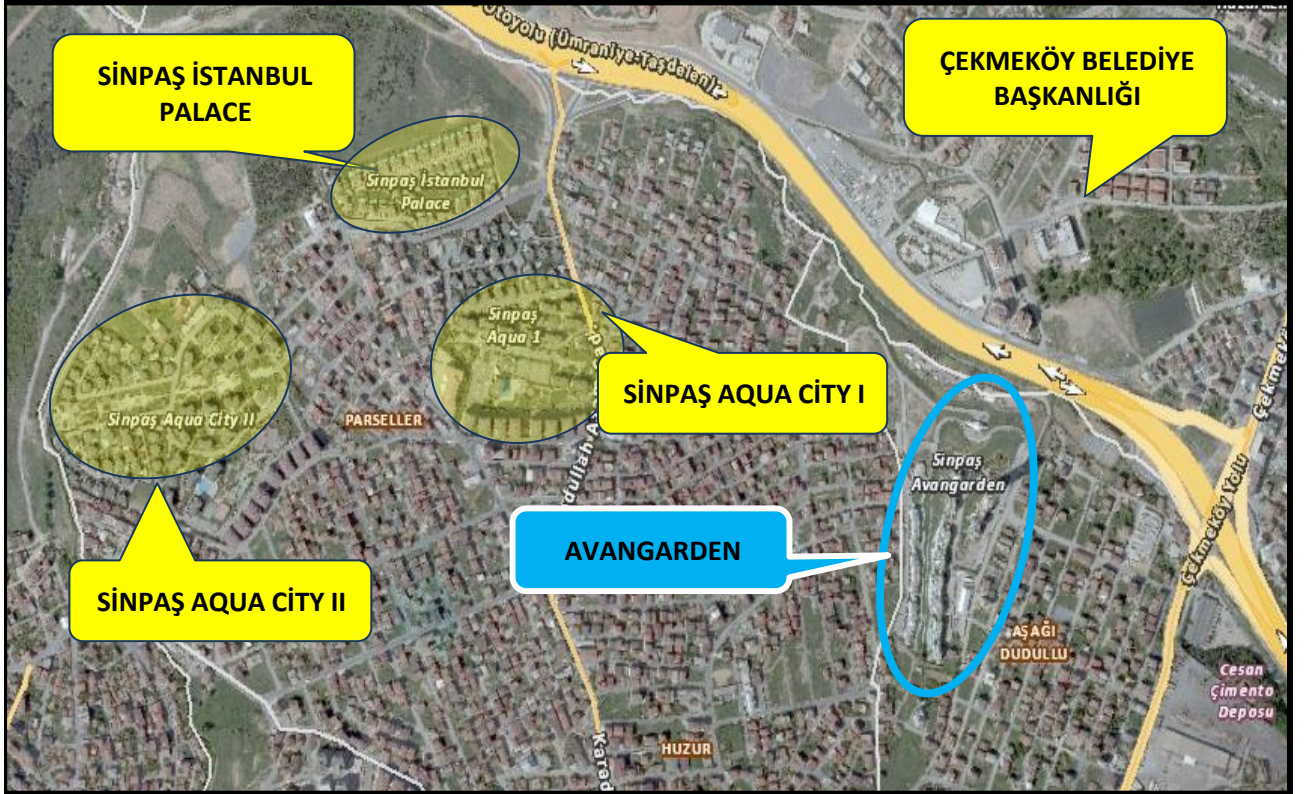 Otoyolu (Ümraniye-Taşdelen)
SİNPAŞ İSTANBUL
PALACE
ÇEKMEKÖY BELEDİYE
BAŞKANLIĞI
Sinpaş İstanbul
Palace
Sinpaş
Aqua 1
SİNPAŞ AQUA CİTY I
Sinpaş Aqua City II
PARSELLER
Sinpaş
Avangarden
AVANGARDEN
Çekmeköy Yolu
SİNPAŞ AQUA CİTY II
AŞAĞI
DUDULLU
Cesan
Çimento
Deposu
HUZUR
Karad